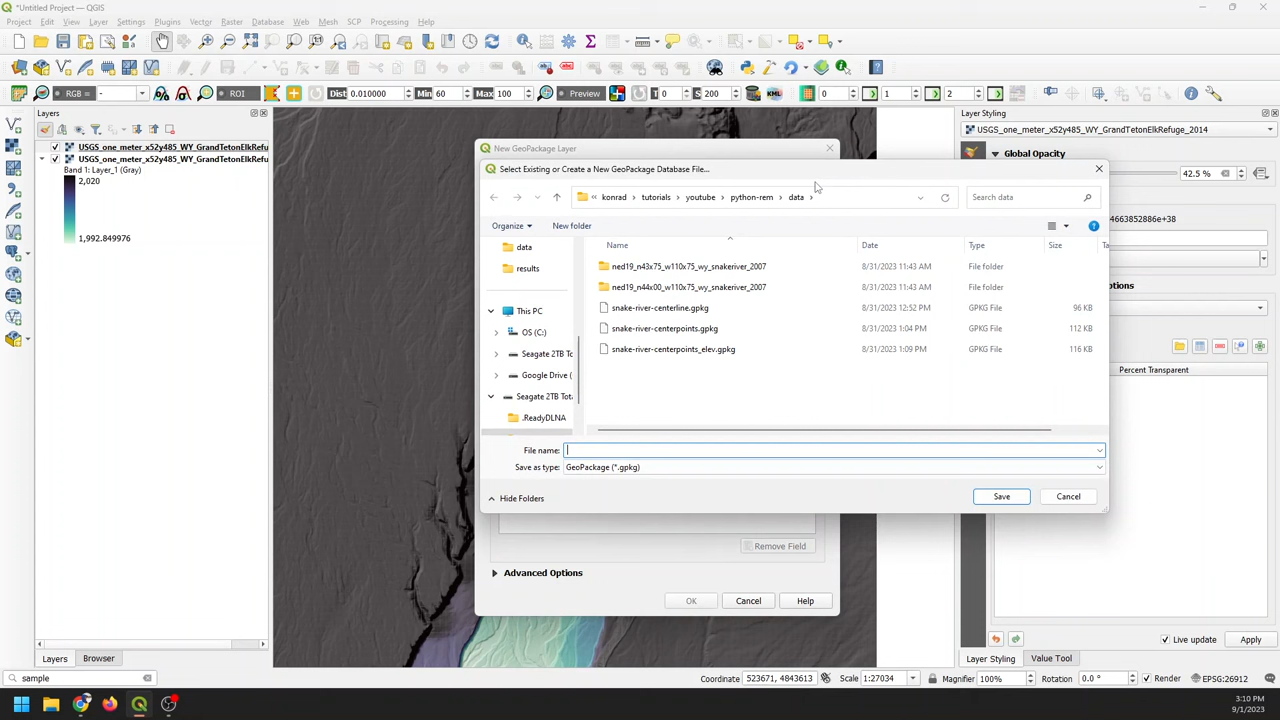 *Untitled Project — QGIS
Project Edit View Layer Settings Plugins Vector Raster Database Web Mesh SCP Processing Help
RGB = - ROI Dist 0.010000 Min 60 Max 100 Preview T 0 S 200 KML 0 1 2
Layers
USGS_one_meter_x52y485_WY_GrandTetonElkRefu
USGS_one_meter_x52y485_WY_GrandTetonElkRefu
Band 1: Layer_1 (Gray)
2,020
1,992.849976
New GeoPackage Layer
Select Existing or Create a New GeoPackage Database File...
« konrad › tutorials › youtube › python-rem › data ›
Search data
Organize
New folder
data
results
This PC
OS (C:)
Seagate 2TB To
Google Drive (
Seagate 2TB Tota
.ReadyDLNA
Name Date Type Size Ta
ned19_n43x75_w110x75_wy_snakeriver_2007 8/31/2023 11:43 AM File folder
ned19_n44x00_w110x75_wy_snakeriver_2007 8/31/2023 11:43 AM File folder
snake-river-centerline.gpkg 8/31/2023 12:52 PM GPKG File 96 KB
snake-river-centerpoints.gpkg 8/31/2023 1:04 PM GPKG File 112 KB
snake-river-centerpoints_elev.gpkg 8/31/2023 1:09 PM GPKG File 116 KB
File name:
Save as type: GeoPackage (*.gpkg)
Hide Folders
Save
Cancel
Remove Field
Advanced Options
OK
Cancel
Help
Layer Styling
USGS_one_meter_x52y485_WY_GrandTetonElkRefuge_2014
Global Opacity
42.5 %
4663852886e+38
ptions
Percent Transparent
Live update
Apply
Layers
Browser
Layer Styling
Value Tool
sample
Coordinate 523671, 4843613 Scale 1:27034 Magnifier 100% Rotation 0.0 ° Render EPSG:26912
3:10 PM
9/1/2023